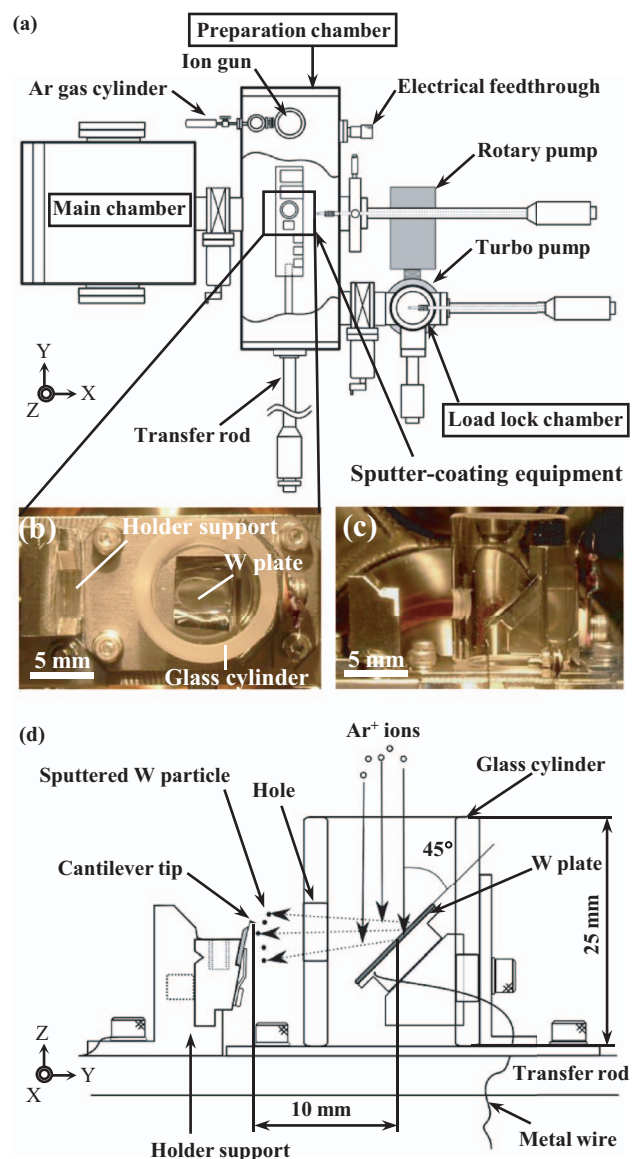 (a)
Preparation chamber
Ion gun
Ar gas cylinder
Electrical feedthrough
Rotary pump
Main chamber
Turbo pump
Y
Z
X
Transfer rod
Load lock chamber
Sputter-coating equipment
(b)
Holder support
W plate
5 mm
Glass cylinder
(c)
5 mm
(d)
Ar+ ions
Sputtered W particle
Glass cylinder
Hole
45°
W plate
Cantilever tip
25 mm
Z
X
Y
Transfer rod
10 mm
Metal wire
Holder support